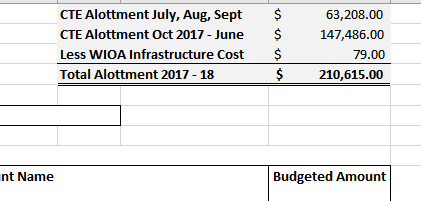 CTE Alottment July, Aug, Sept $ 63,208.00
CTE Alottment Oct 2017 - June $ 147,486.00
Less WIOA Infrastructure Cost $ 79.00
Total Alottment 2017 - 18 $ 210,615.00
nt Name Budgeted Amount